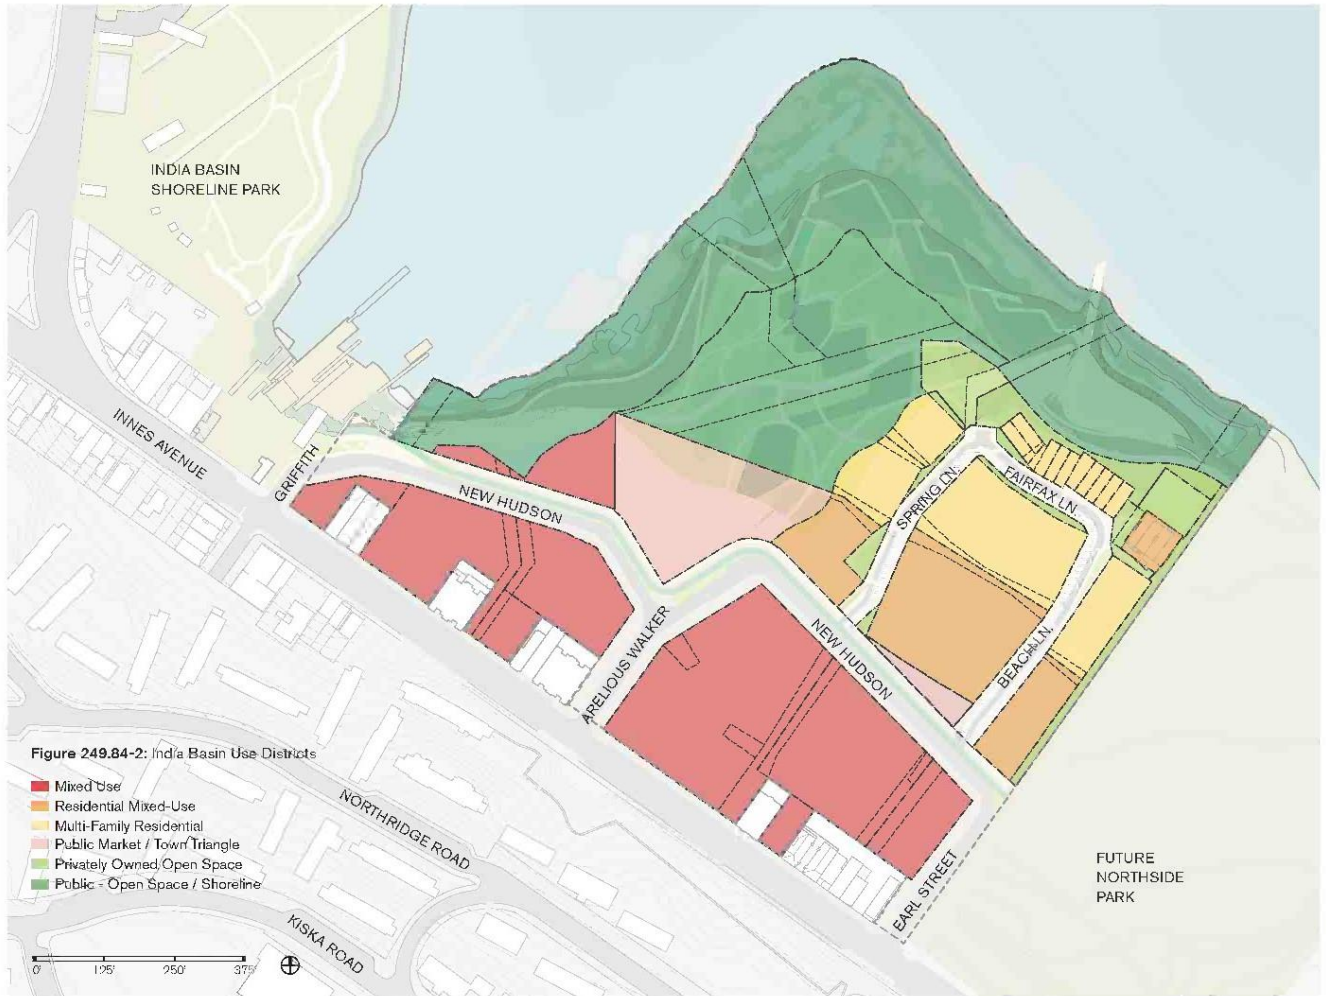 INDIA BASIN
SHORELINE PARK
INNES AVENUE
GRIFFITH
NEW HUDSON
SPRING LN.
FAIRFAX LN.
ARELIOUS WALKER
NEW HUDSON
BEACH LN.
Figure 249.84-2: India Basin Use Districts
Mixed Use
Residential Mixed-Use
Multi-Family Residential
Public Market / Town Triangle
Privately Owned Open Space
Public - Open Space / Shoreline
NORTHRIDGE ROAD
KISKA ROAD
EARL STREET
FUTURE
NORTHSIDE
PARK
0' 125' 250' 375'